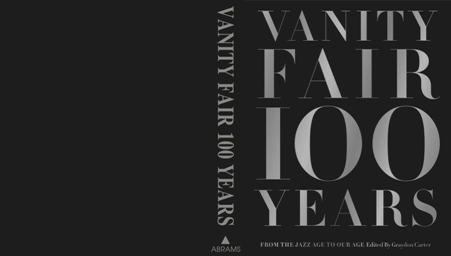 VANITY FAIR 100 YEARS
ABRAMS
VANITY
FAIR
100
YEARS
FROM THE JAZZ AGE TO OUR AGE Edited By Graydon Carter